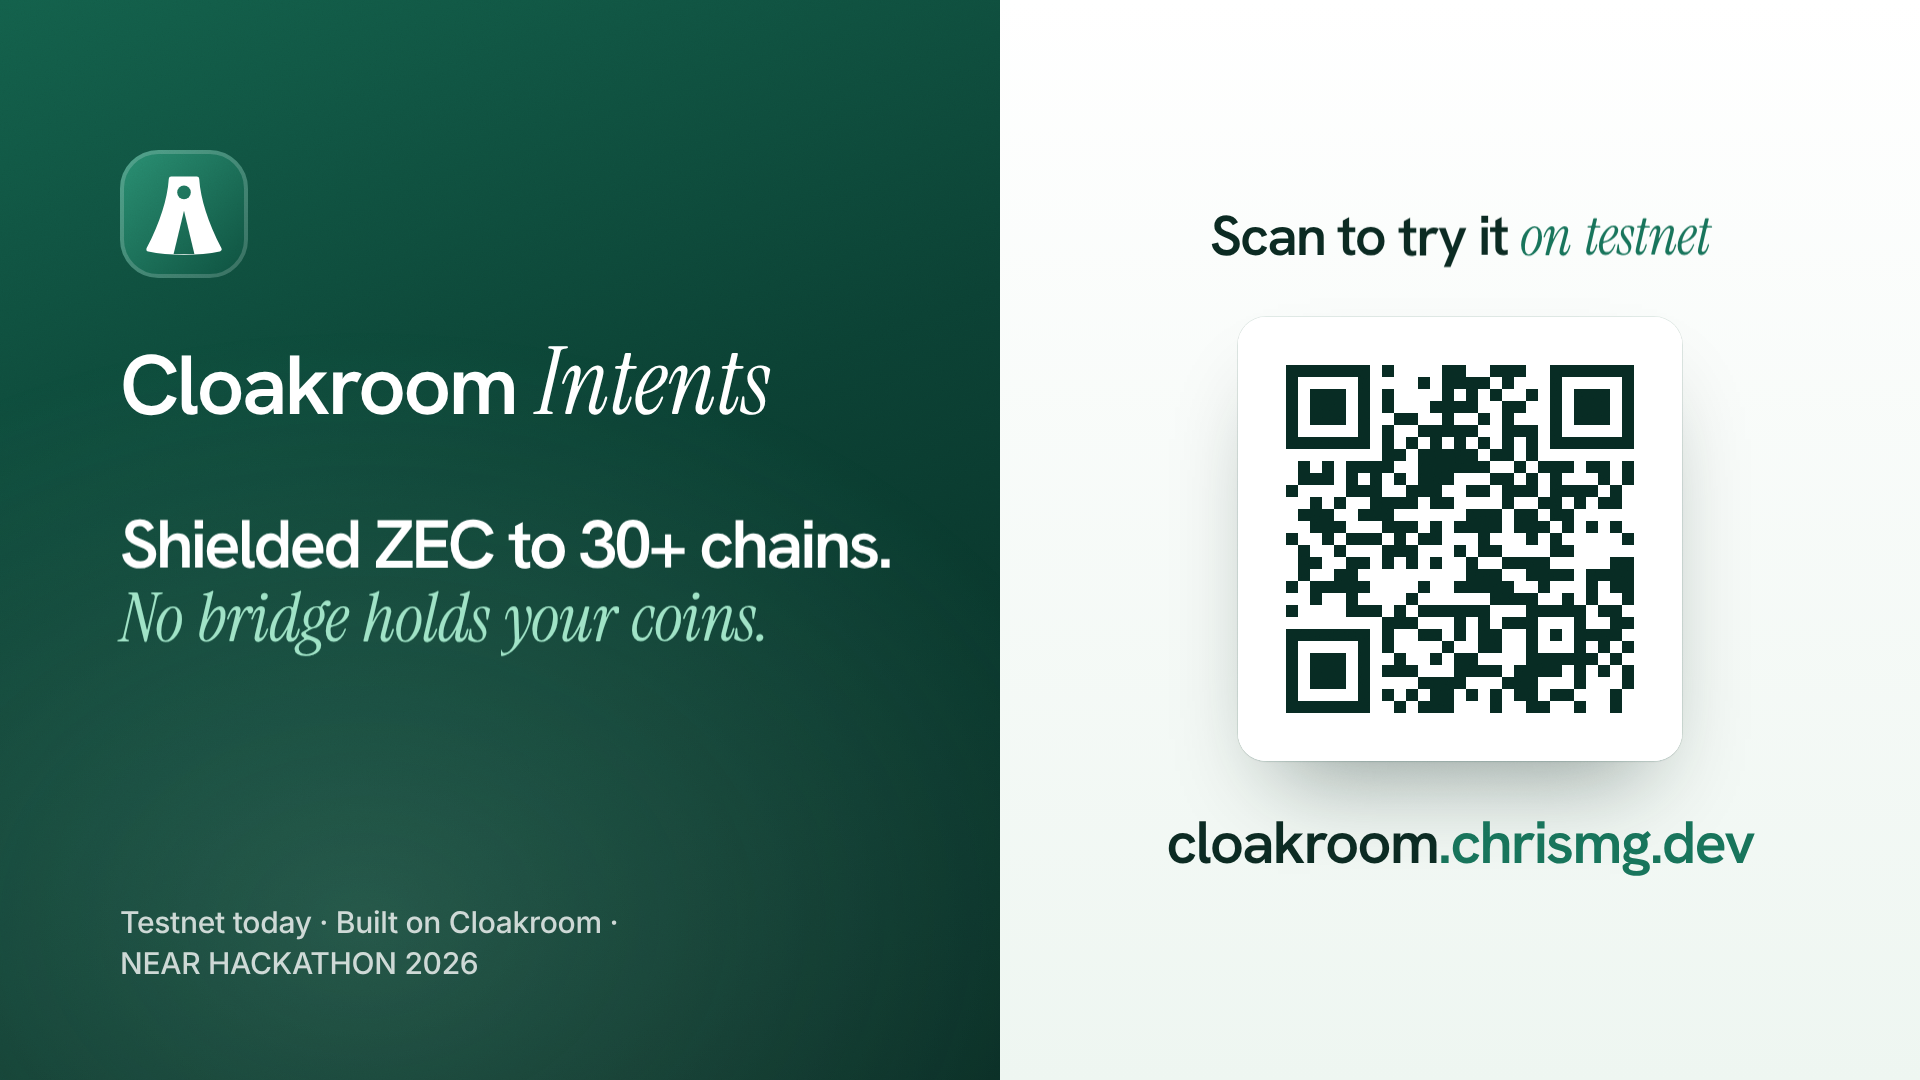 Cloakroom Intents
Shielded ZEC to 30+ chains.
No bridge holds your coins.
Testnet today · Built on Cloakroom ·
NEAR HACKATHON 2026
Scan to try it on testnet
cloakroom.chrismg.dev